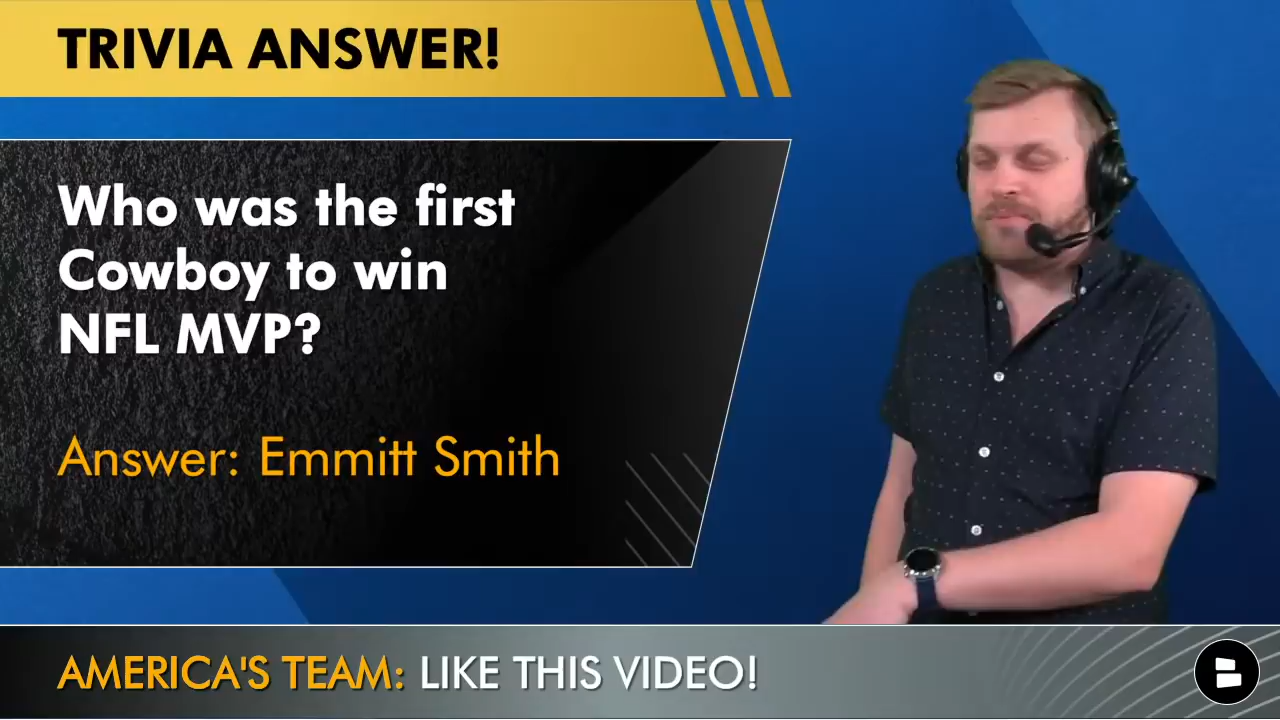 TRIVIA ANSWER!
Who was the first
Cowboy to win
NFL MVP?
Answer: Emmitt Smith
AMERICA'S TEAM: LIKE THIS VIDEO!